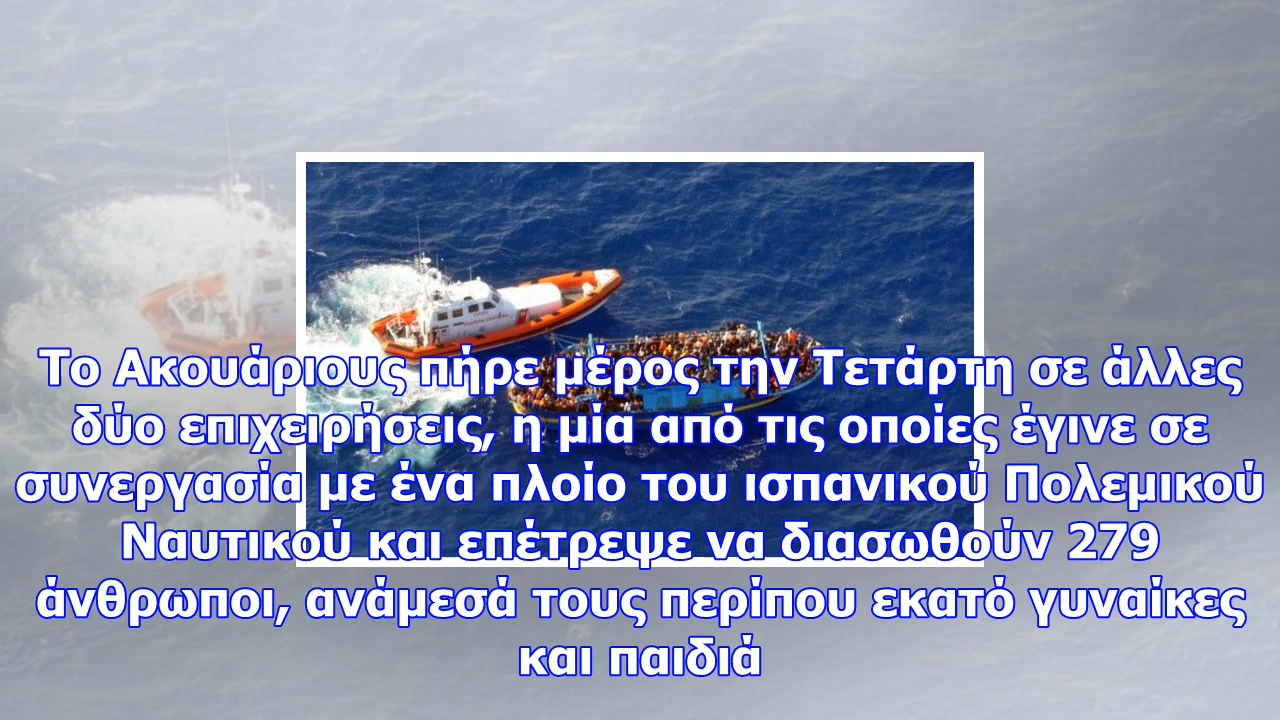 Το Ακουάριους πήρε μέρος την Τετάρτη σε άλλες
δύο επιχειρήσεις, η μία από τις οποίες έγινε σε
συνεργασία με ένα πλοίο του ισπανικού Πολεμικού
Ναυτικού και επέτρεψε να διασωθούν 279
άνθρωποι, ανάμεσά τους περίπου εκατό γυναίκες
και παιδιά